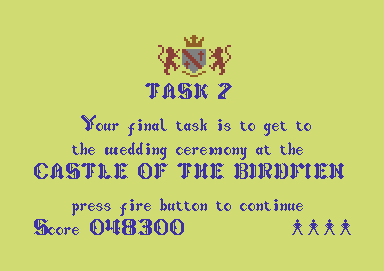 TASK 7
Your final task is to get to
the wedding ceremony at the
CASTLE OF THE BIRDMEN
press fire button to continue
Score 048300